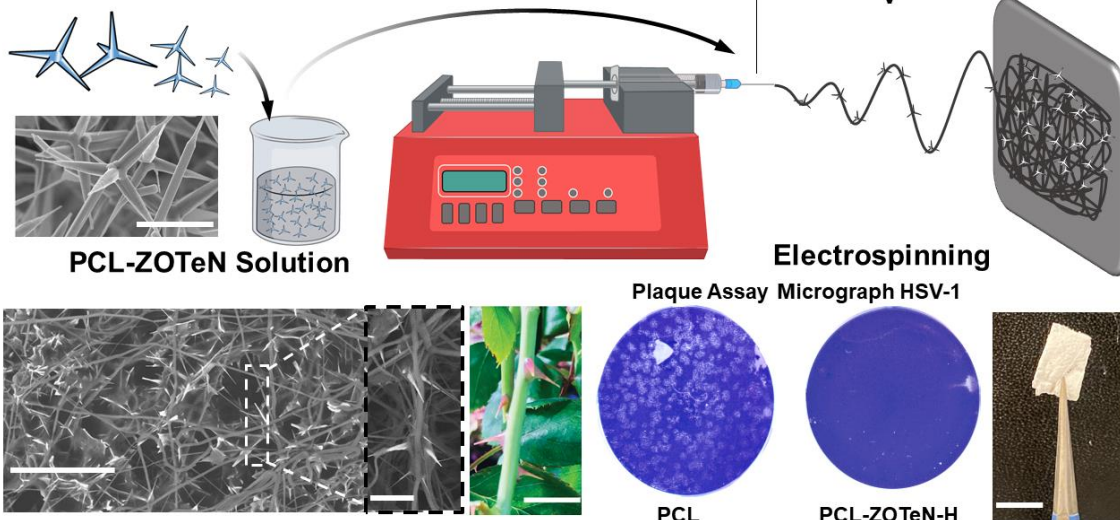 PCL-ZOTeN Solution
Electrospinning
Plaque Assay Micrograph HSV-1
PCL
PCL-ZOTeN-H